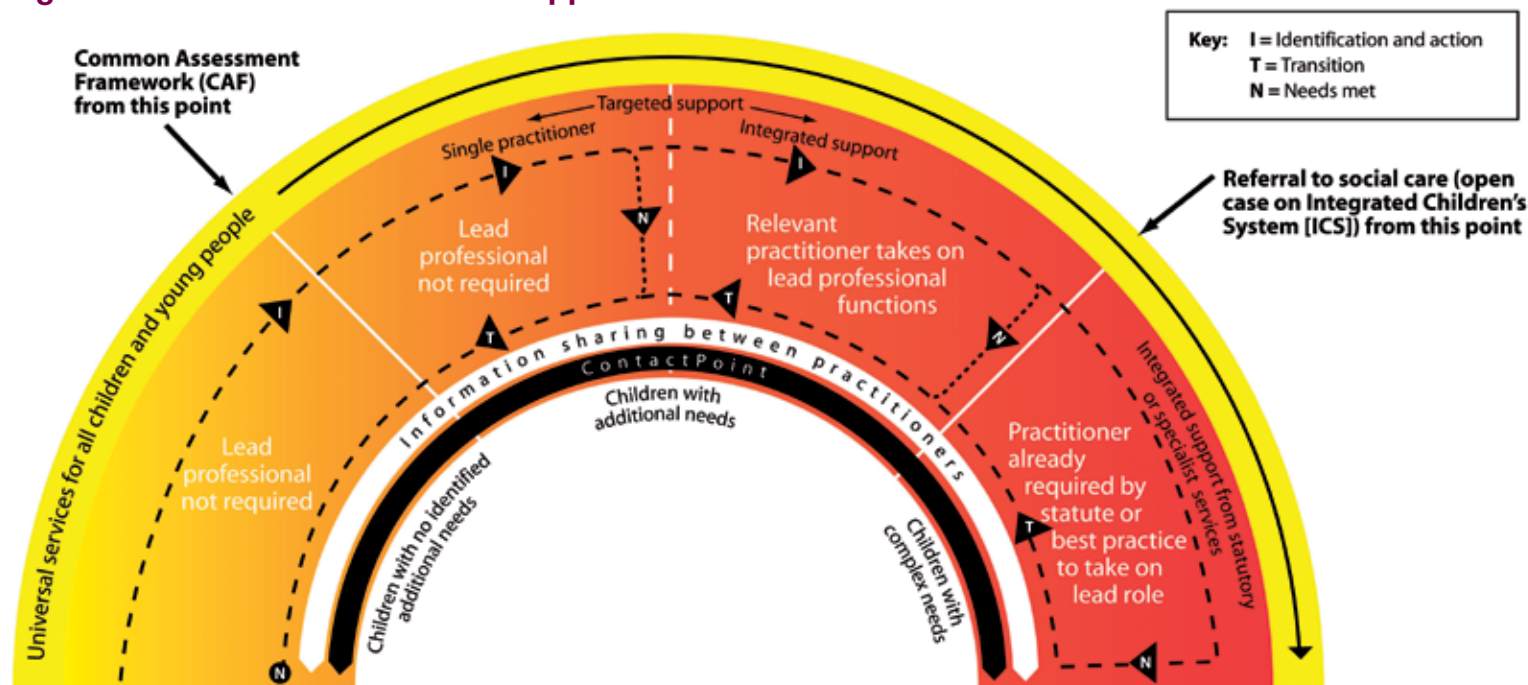 Key: I = Identification and action
T = Transition
N = Needs met
Common Assessment
Framework (CAF)
from this point
Targeted support
Single practitioner
Integrated support
Referral to social care (open
case on Integrated Children's
System [ICS]) from this point
Universal services for all children and young people
I
I
I
N
N
T
T
T
N
N
Lead
professional
not required
Lead
professional
not required
Relevant
practitioner takes on
lead professional
functions
Practitioner
already
required by
statute or
best practice
to take on
lead role
Integrated support from statutory
or specialist services
Information sharing between practitioners
ContactPoint
Children with no identified
additional needs
Children with
additional needs
Children with
complex needs